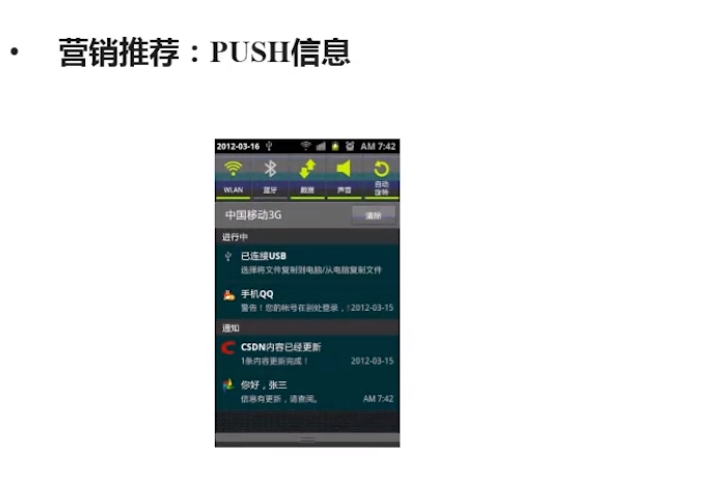 • 营销推荐：PUSH信息
2012-03-16 AM 7:42
WLAN 蓝牙 数据 声音 自动旋转
中国移动3G 清除
进行中
已连接USB
选择将文件复制到电脑/从电脑复制文件
手机QQ
警告！您的帐号在别处登录，! 2012-03-15
通知
CSDN内容已经更新
1条内容更新完成！ 2012-03-15
你好，张三
信息有更新，请查阅。 AM 7:42